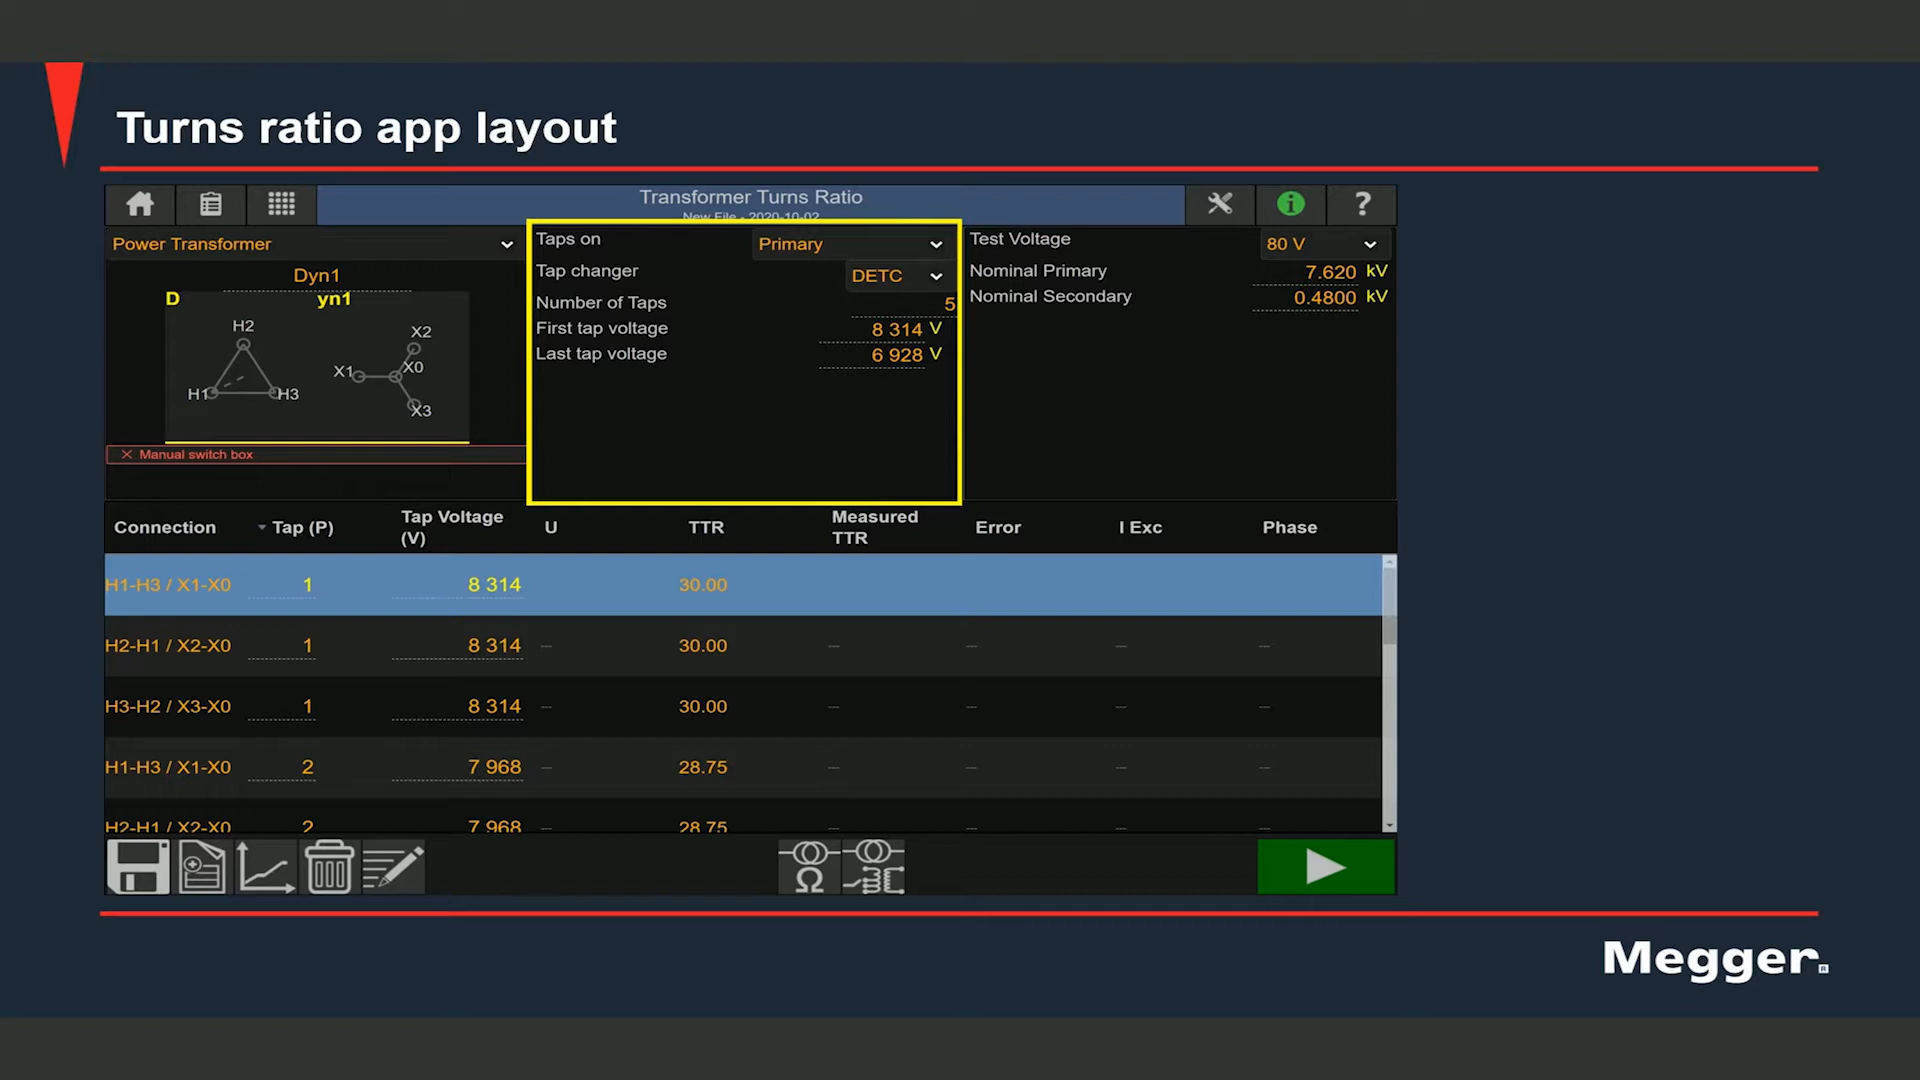 Turns ratio app layout
Transformer Turns Ratio
New File - 2020-10-02
?
Power Transformer
Dyn1
D
yn1
H2
H1
H3
X2
X1
X0
X3
Manual switch box
Taps on
Primary
Tap changer
DETC
Number of Taps
5
First tap voltage
8 314 V
Last tap voltage
6 928 V
Test Voltage
80 V
Nominal Primary
7.620 kV
Nominal Secondary
0.4800 kV
Connection
Tap (P)
Tap Voltage
(V)
U
TTR
Measured
TTR
Error
I Exc
Phase
H1-H3 / X1-X0 1 8 314 30.00
H2-H1 / X2-X0 1 8 314 --- 30.00 --- --- --- ---
H3-H2 / X3-X0 1 8 314 --- 30.00 --- --- --- ---
H1-H3 / X1-X0 2 7 968 --- 28.75 --- --- --- ---
H2-H1 / X2-X0 2 7 968 --- 28.75 --- --- --- ---
Ω
Megger.